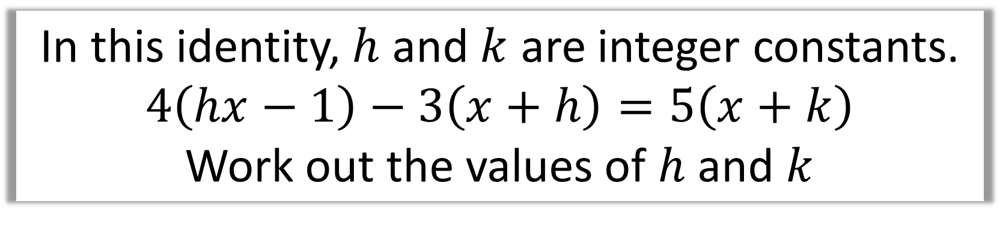 In this identity, h and k are integer constants.
4(hx − 1) − 3(x + h) = 5(x + k)
Work out the values of h and k